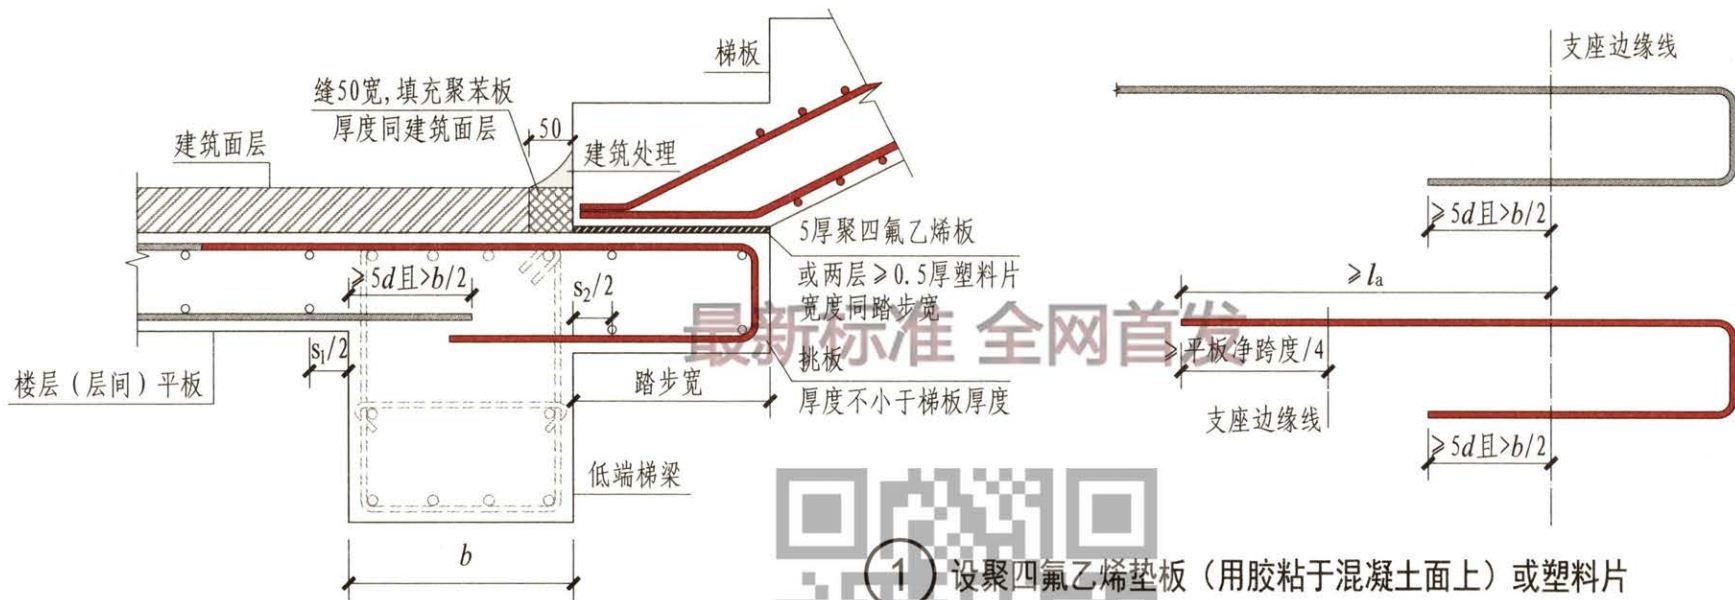 梯板
支座边缘线
缝50宽,填充聚苯板
厚度同建筑面层
50
建筑面层
建筑处理
≥5d且>b/2
5厚聚四氟乙烯板
或两层≥0.5厚塑料片
宽度同踏步宽
≥5d且>b/2
s₂/2
≥lₐ
最新标准 全网首发
s₁/2
≥平板净跨度/4
挑板
厚度不小于梯板厚度
踏步宽
楼层（层间）平板
支座边缘线
≥5d且>b/2
低端梯梁
b
1 设聚四氟乙烯垫板（用胶粘于混凝土面上）或塑料片